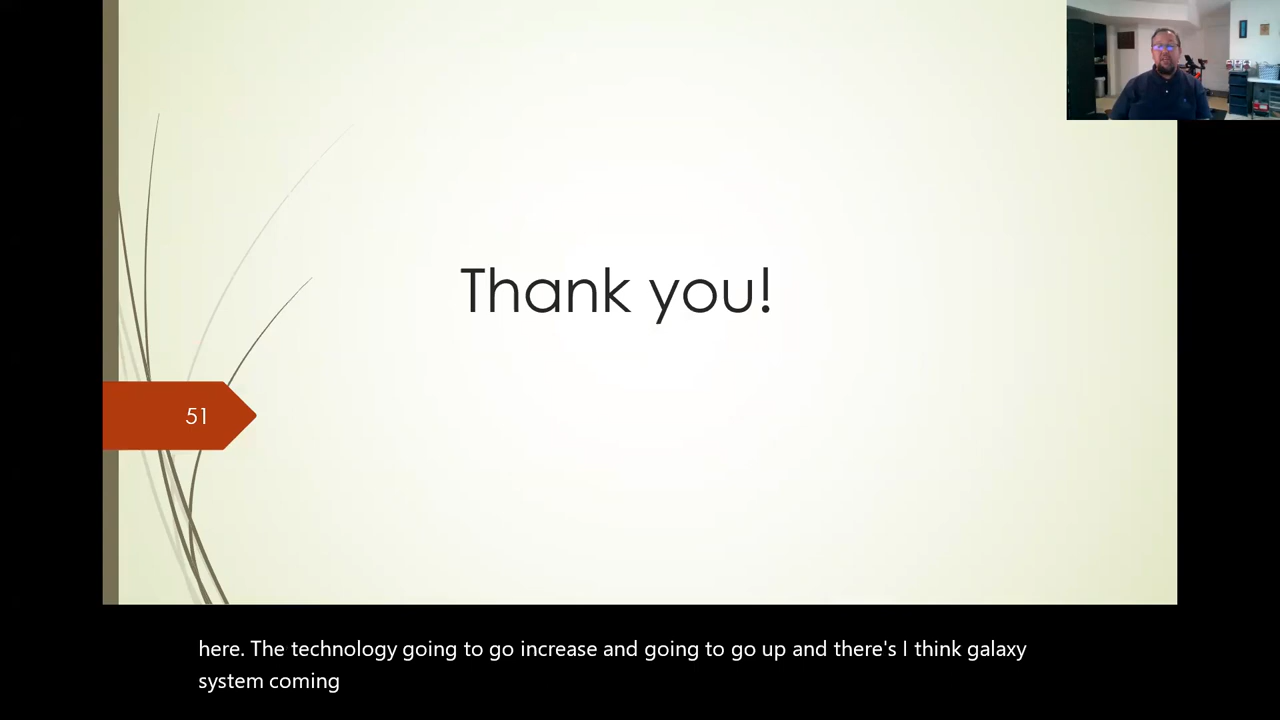 Thank you!
51
here. The technology going to go increase and going to go up and there's I think galaxy
system coming